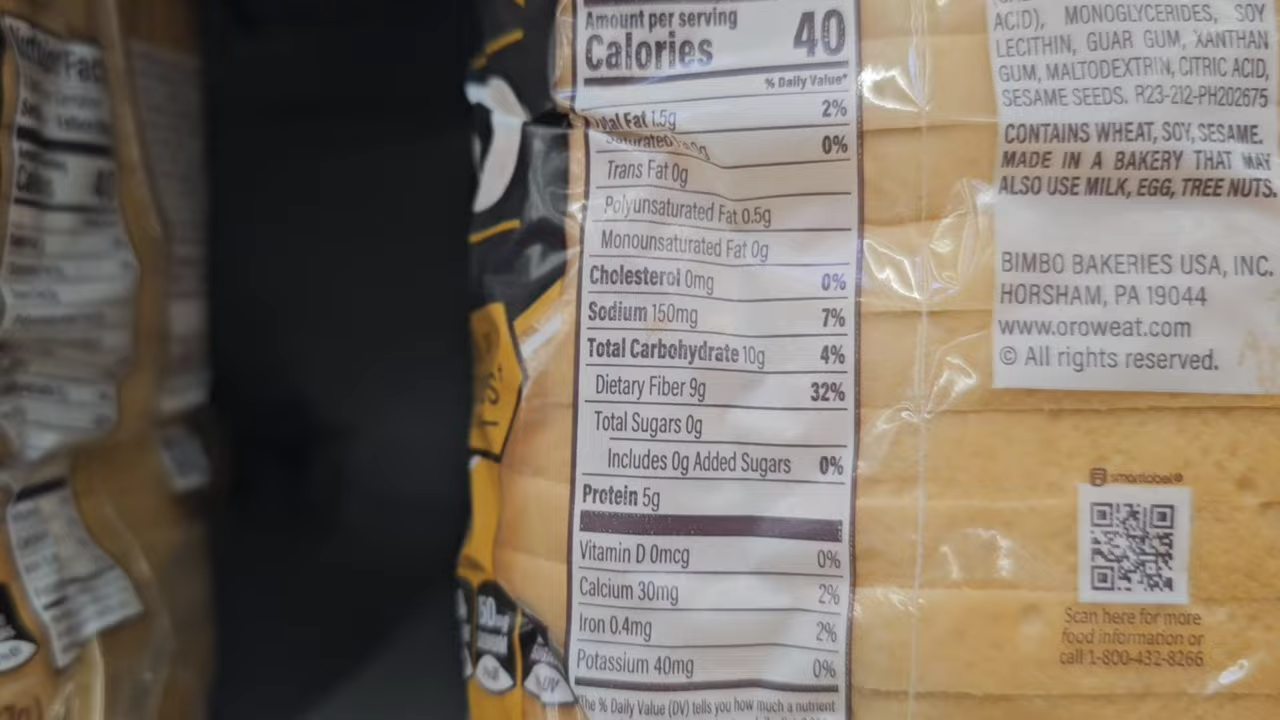 Amount per serving
Calories 40
% Daily Value*
Total Fat 1.5g 2%
Saturated Fat 0g 0%
Trans Fat 0g
Polyunsaturated Fat 0.5g
Monounsaturated Fat 0g
Cholesterol 0mg 0%
Sodium 150mg 7%
Total Carbohydrate 10g 4%
Dietary Fiber 9g 32%
Total Sugars 0g
Includes 0g Added Sugars 0%
Protein 5g
Vitamin D 0mcg 0%
Calcium 30mg 2%
Iron 0.4mg 2%
Potassium 40mg 0%
*The % Daily Value (DV) tells you how much a nutrient
ACID), MONOGLYCERIDES, SOY
LECITHIN, GUAR GUM, XANTHAN
GUM, MALTODEXTRIN, CITRIC ACID,
SESAME SEEDS. R23-212-PH202675
CONTAINS WHEAT, SOY, SESAME.
MADE IN A BAKERY THAT MAY
ALSO USE MILK, EGG, TREE NUTS.
BIMBO BAKERIES USA, INC.
HORSHAM, PA 19044
www.oroweat.com
© All rights reserved.
smartlabel®
Scan here for more
food information or
call 1-800-432-8266